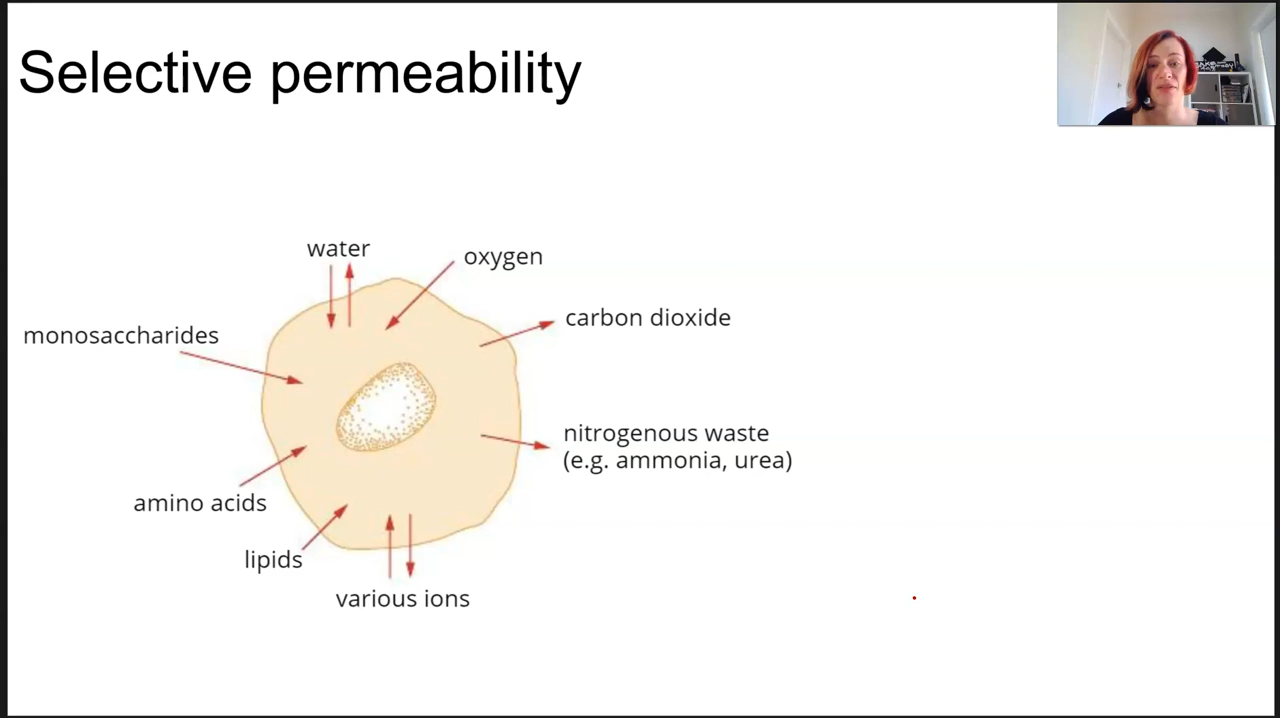 Selective permeability
water
oxygen
carbon dioxide
monosaccharides
nitrogenous waste
(e.g. ammonia, urea)
amino acids
lipids
various ions